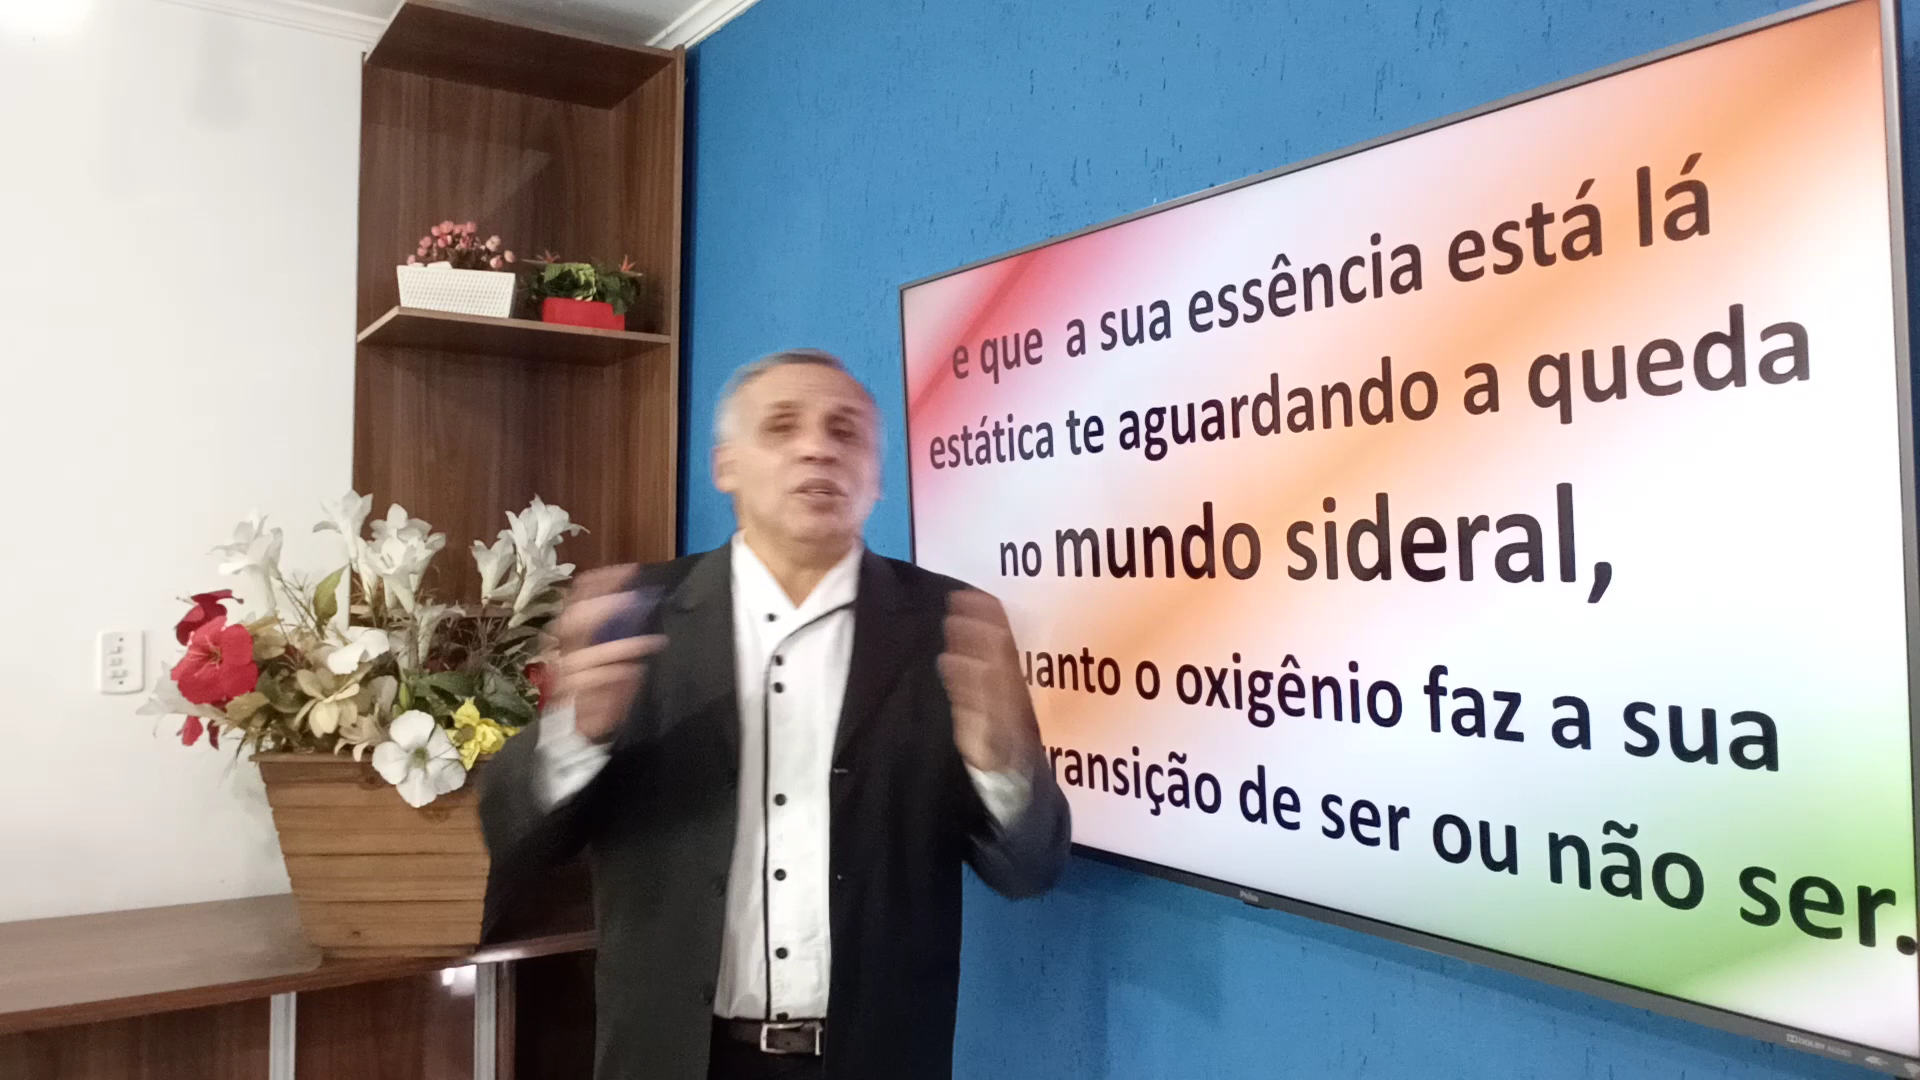 e que a sua essência está lá
estática te aguardando a queda
no mundo sideral,
uanto o oxigênio faz a sua
ransição de ser ou não ser.
Philco